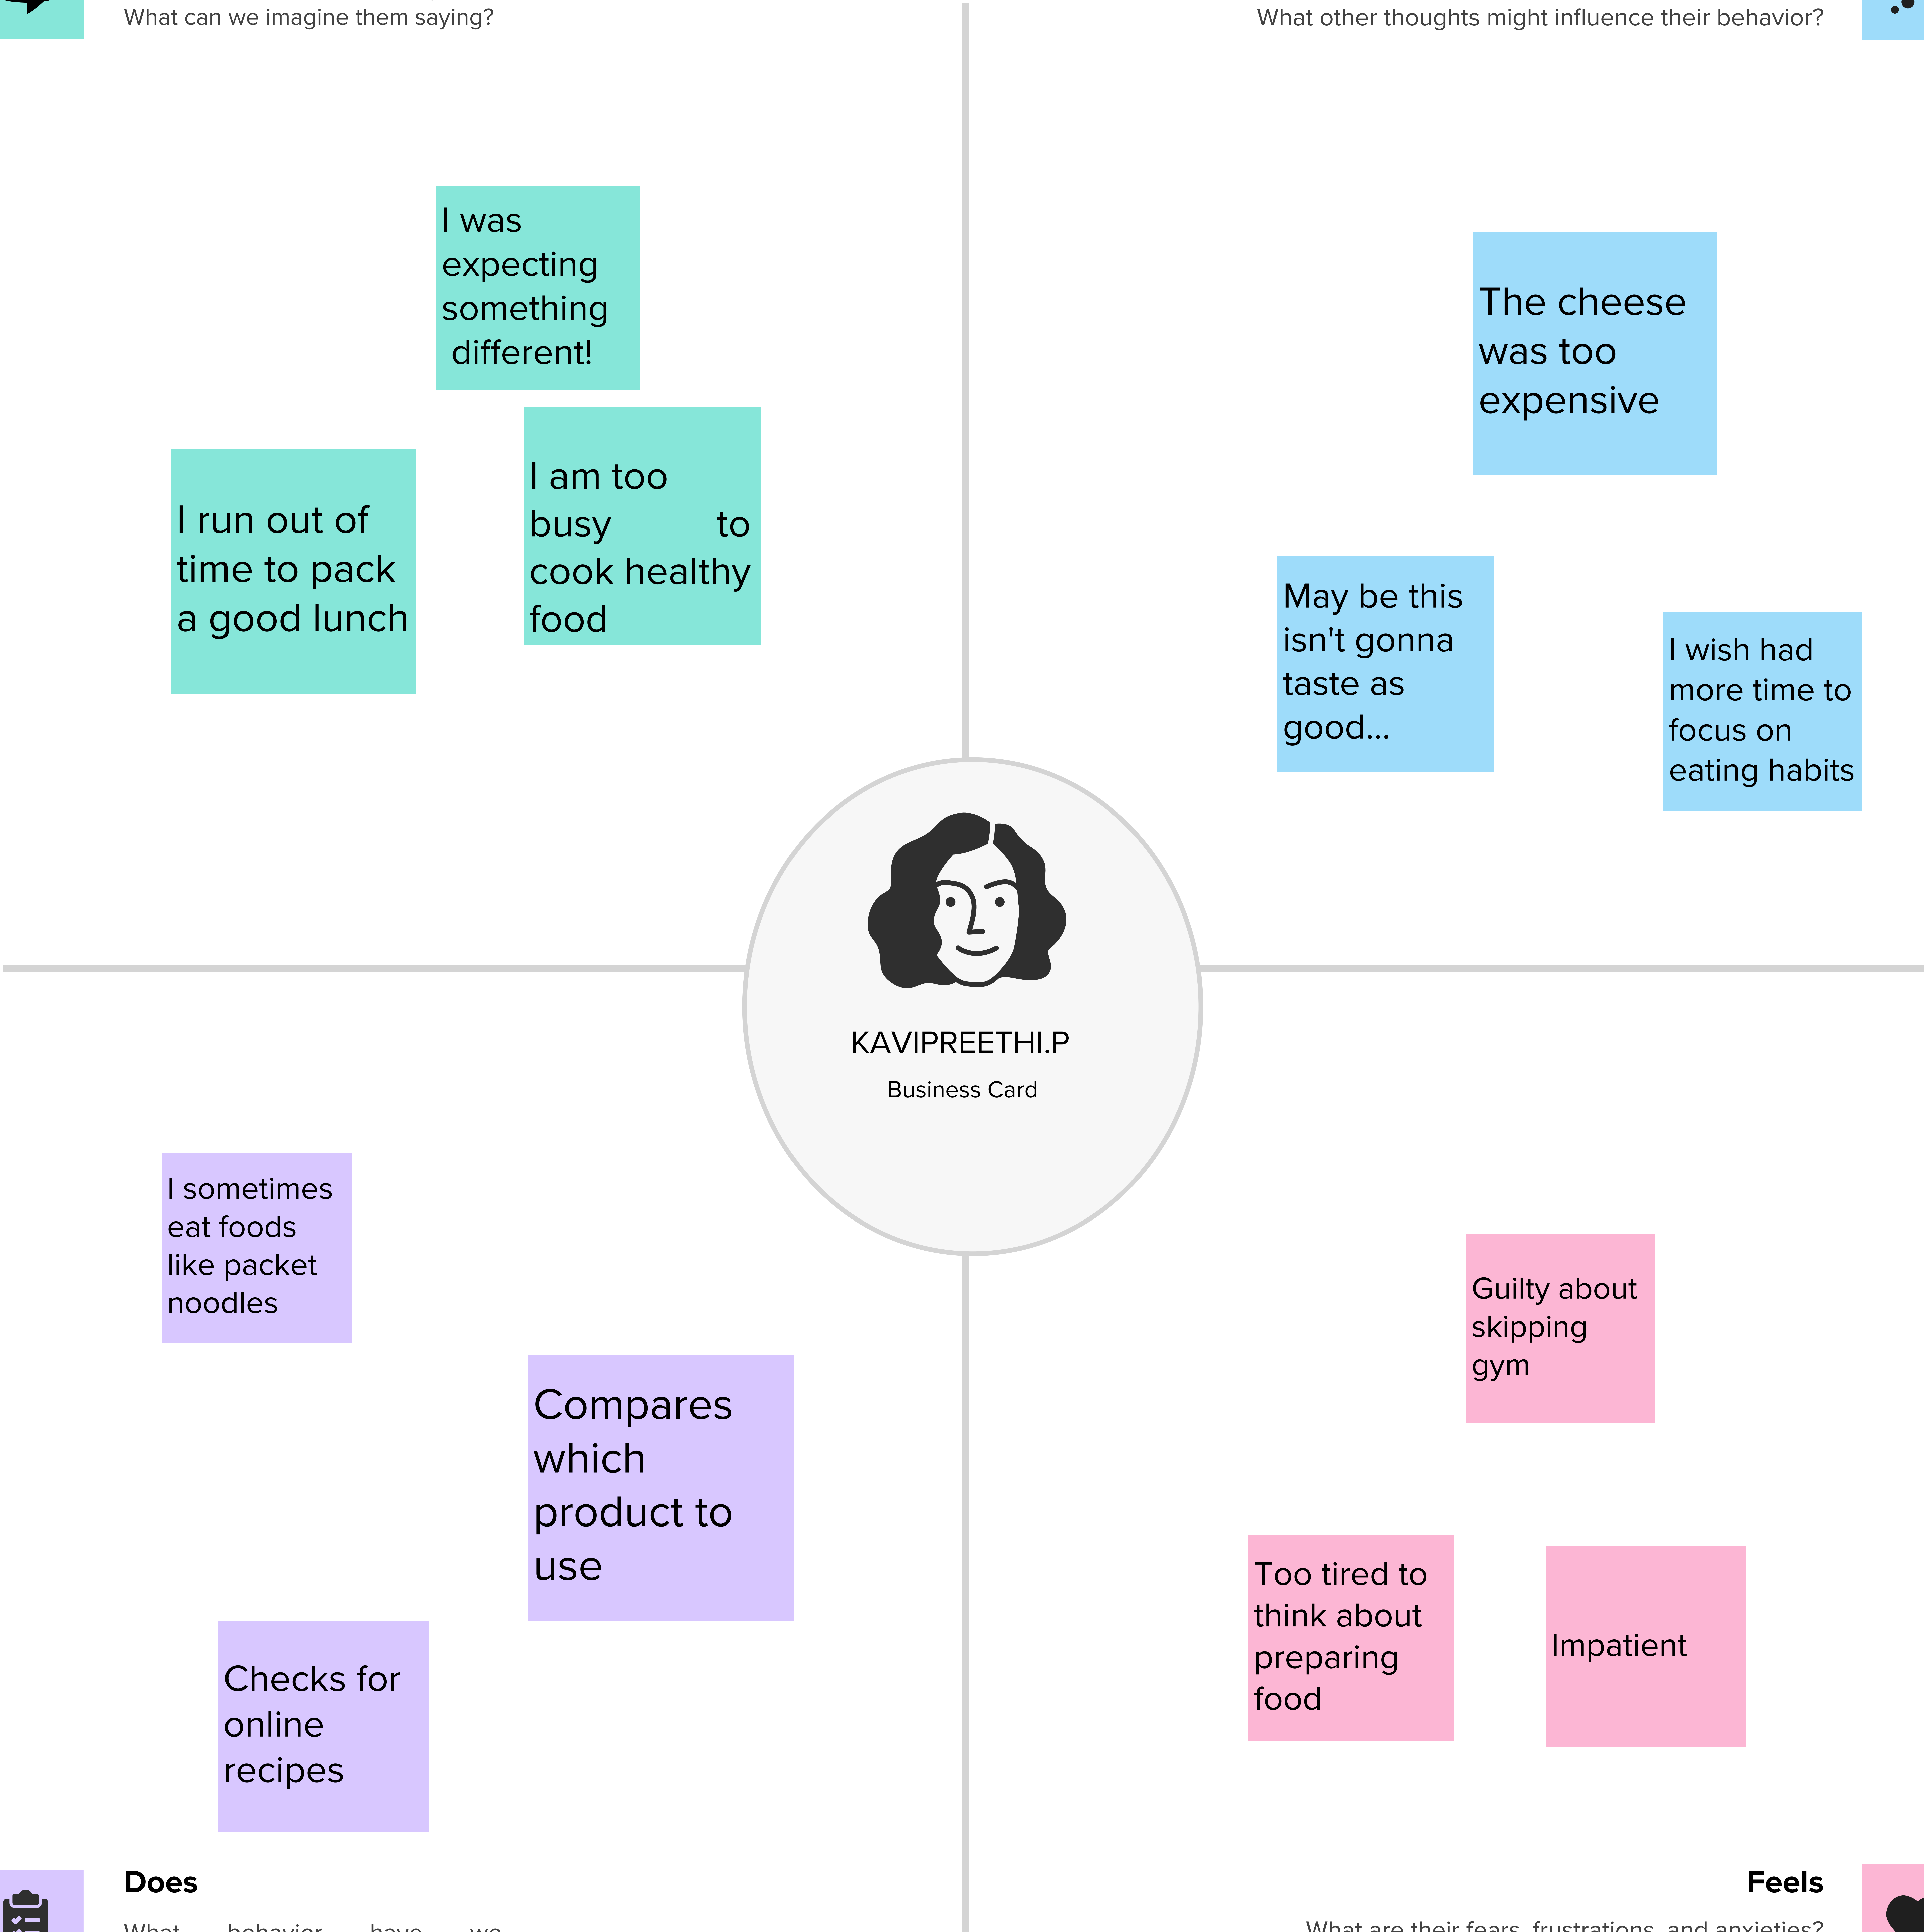 What can we imagine them saying?
What other thoughts might influence their behavior?
I was
expecting
something
different!
I run out of
time to pack
a good lunch
I am too
busy to
cook healthy
food
The cheese
was too
expensive
May be this
isn't gonna
taste as
good...
I wish had
more time to
focus on
eating habits
KAVIPREETHI.P
Business Card
I sometimes
eat foods
like packet
noodles
Compares
which
product to
use
Checks for
online
recipes
Guilty about
skipping
gym
Too tired to
think about
preparing
food
Impatient
Does
What behavior have we
Feels
What are their fears, frustrations, and anxieties?